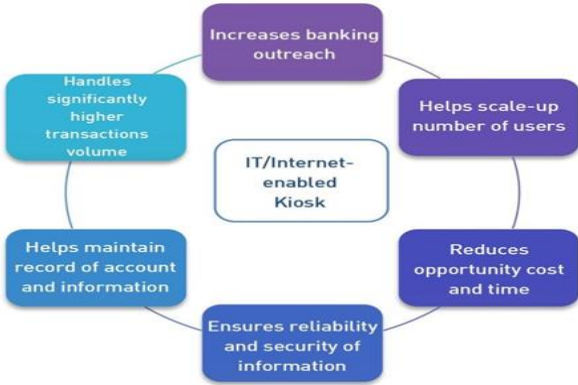 Increases banking
outreach
Helps scale-up
number of users
Reduces
opportunity cost
and time
Ensures reliability
and security of
information
Helps maintain
record of account
and information
Handles
significantly
higher
transactions
volume
IT/Internet-
enabled
Kiosk